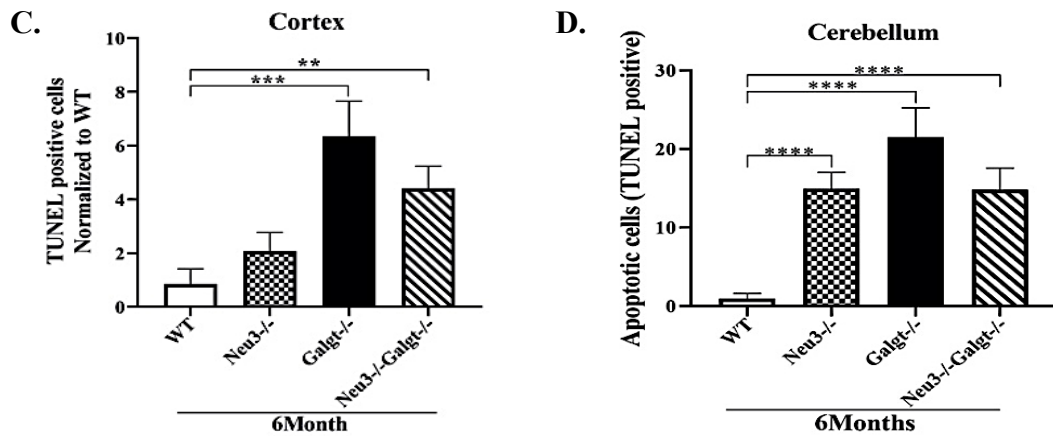 C.
Cortex
TUNEL positive cells
Normalized to WT
10
8
6
4
2
0
**
***
WT
Neu3-/-
Galgt-/-
Neu3-/-Galgt-/-
6Month
D.
Cerebellum
Apoptotic cells (TUNEL positive)
30
20
10
0
****
****
****
WT
Neu3-/-
Galgt-/-
Neu3-/-Galgt-/-
6Months